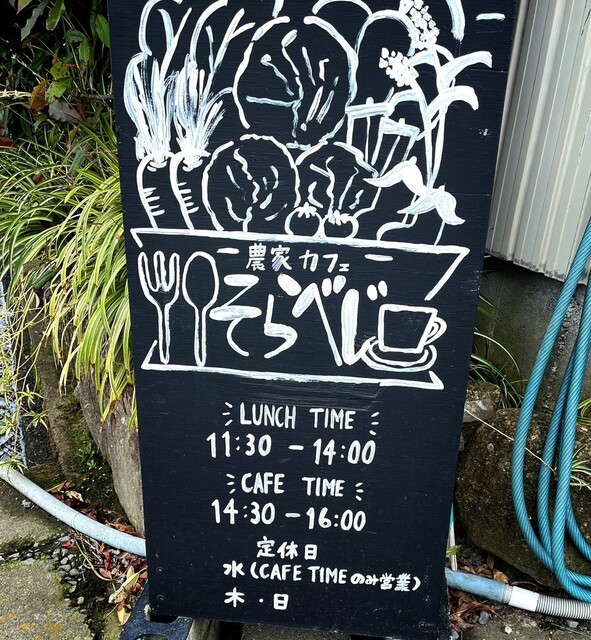 農家カフェ
そらべじ
LUNCH TIME
11:30 - 14:00
CAFE TIME
14:30 - 16:00
定休日
水(CAFE TIMEのみ営業)
木・日